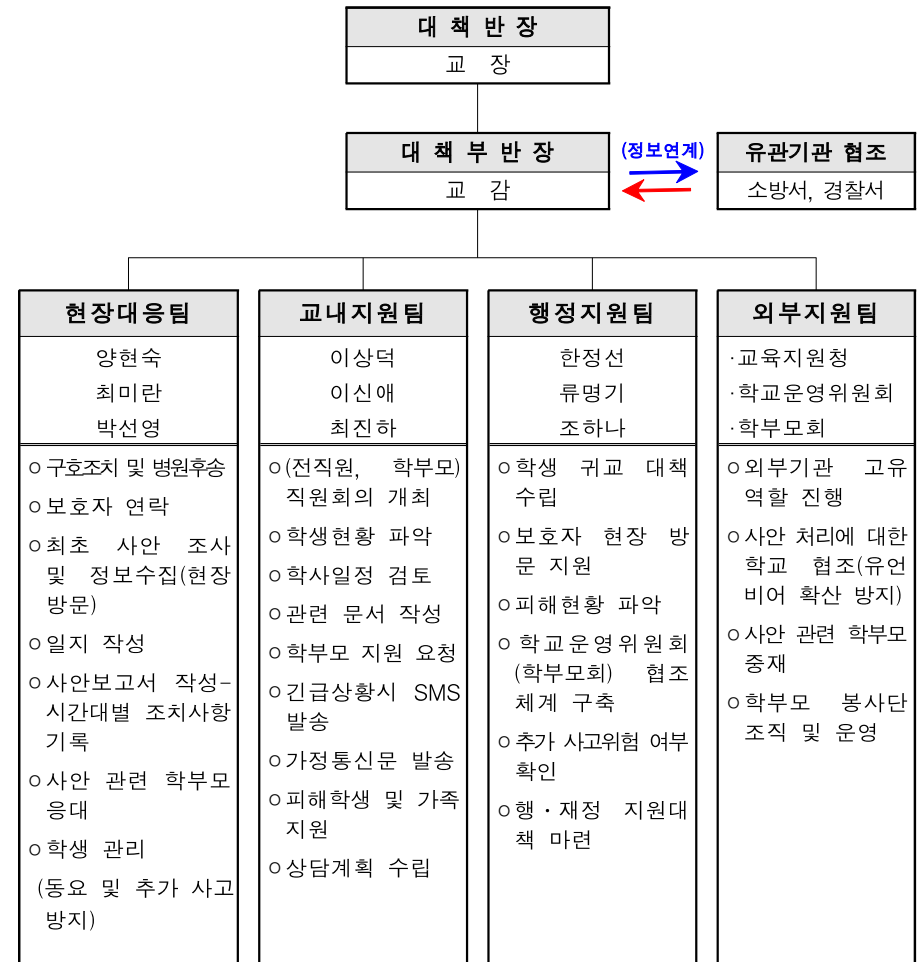 대 책 반 장
교 장
대 책 부 반 장
교 감
(정보연계)
유관기관 협조
소방서, 경찰서
현장대응팀
양현숙
최미란
박선영
ㅇ구호조치 및 병원후송
ㅇ보호자 연락
ㅇ최초 사안 조사
및 정보수집(현장
방문)
ㅇ일지 작성
ㅇ사안보고서 작성-
시간대별 조치사항
기록
ㅇ사안 관련 학부모
응대
ㅇ학생 관리
(동요 및 추가 사고
방지)
교내지원팀
이상덕
이신애
최진하
ㅇ(전직원, 학부모)
직원회의 개최
ㅇ학생현황 파악
ㅇ학사일정 검토
ㅇ관련 문서 작성
ㅇ학부모 지원 요청
ㅇ긴급상황시 SMS
발송
ㅇ가정통신문 발송
ㅇ피해학생 및 가족
지원
ㅇ상담계획 수립
행정지원팀
한정선
류명기
조하나
ㅇ학생 귀교 대책
수립
ㅇ보호자 현장 방
문 지원
ㅇ피해현황 파악
ㅇ학교운영위원회
(학부모회) 협조
체계 구축
ㅇ추가 사고위험 여부
확인
ㅇ행·재정 지원대
책 마련
외부지원팀
·교육지원청
·학교운영위원회
·학부모회
ㅇ외부기관 고유
역할 진행
ㅇ사안 처리에 대한
학교 협조(유언
비어 확산 방지)
ㅇ사안 관련 학부모
중재
ㅇ학부모 봉사단
조직 및 운영